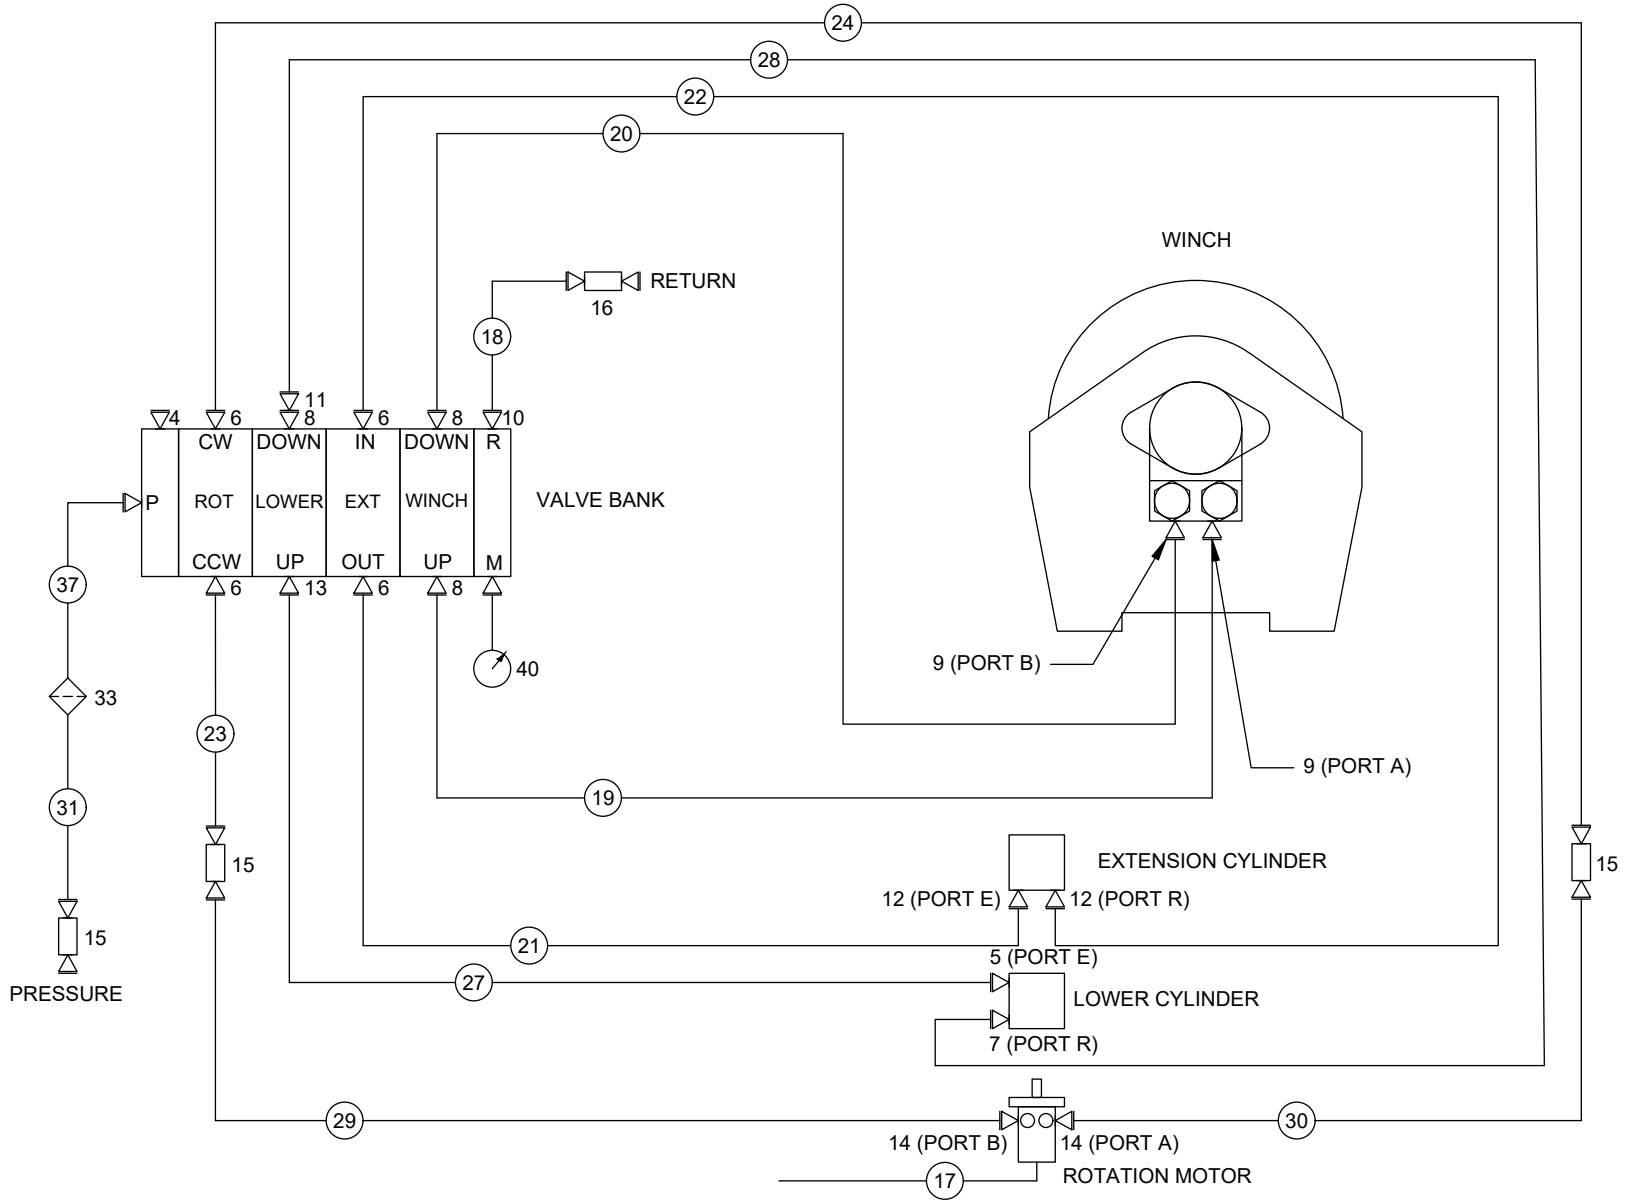 24
28
22
20
WINCH
RETURN
16
18
11
4
6
8
6
8
10
CW
DOWN
IN
DOWN
R
P
ROT
LOWER
EXT
WINCH
VALVE BANK
CCW
UP
OUT
UP
M
6
13
6
8
37
40
9 (PORT B)
33
23
9 (PORT A)
19
31
15
EXTENSION CYLINDER
15
12 (PORT E)
12 (PORT R)
15
21
5 (PORT E)
PRESSURE
27
LOWER CYLINDER
7 (PORT R)
29
30
14 (PORT B)
14 (PORT A)
17
ROTATION MOTOR